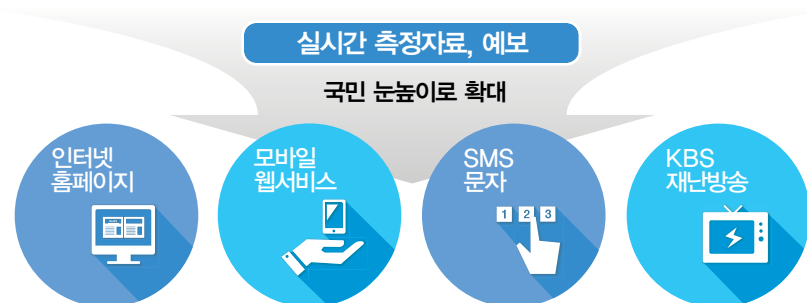 실시간 측정자료, 예보
국민 눈높이로 확대
인터넷
홈페이지
모바일
웹서비스
SMS
문자
KBS
재난방송
1 2 3